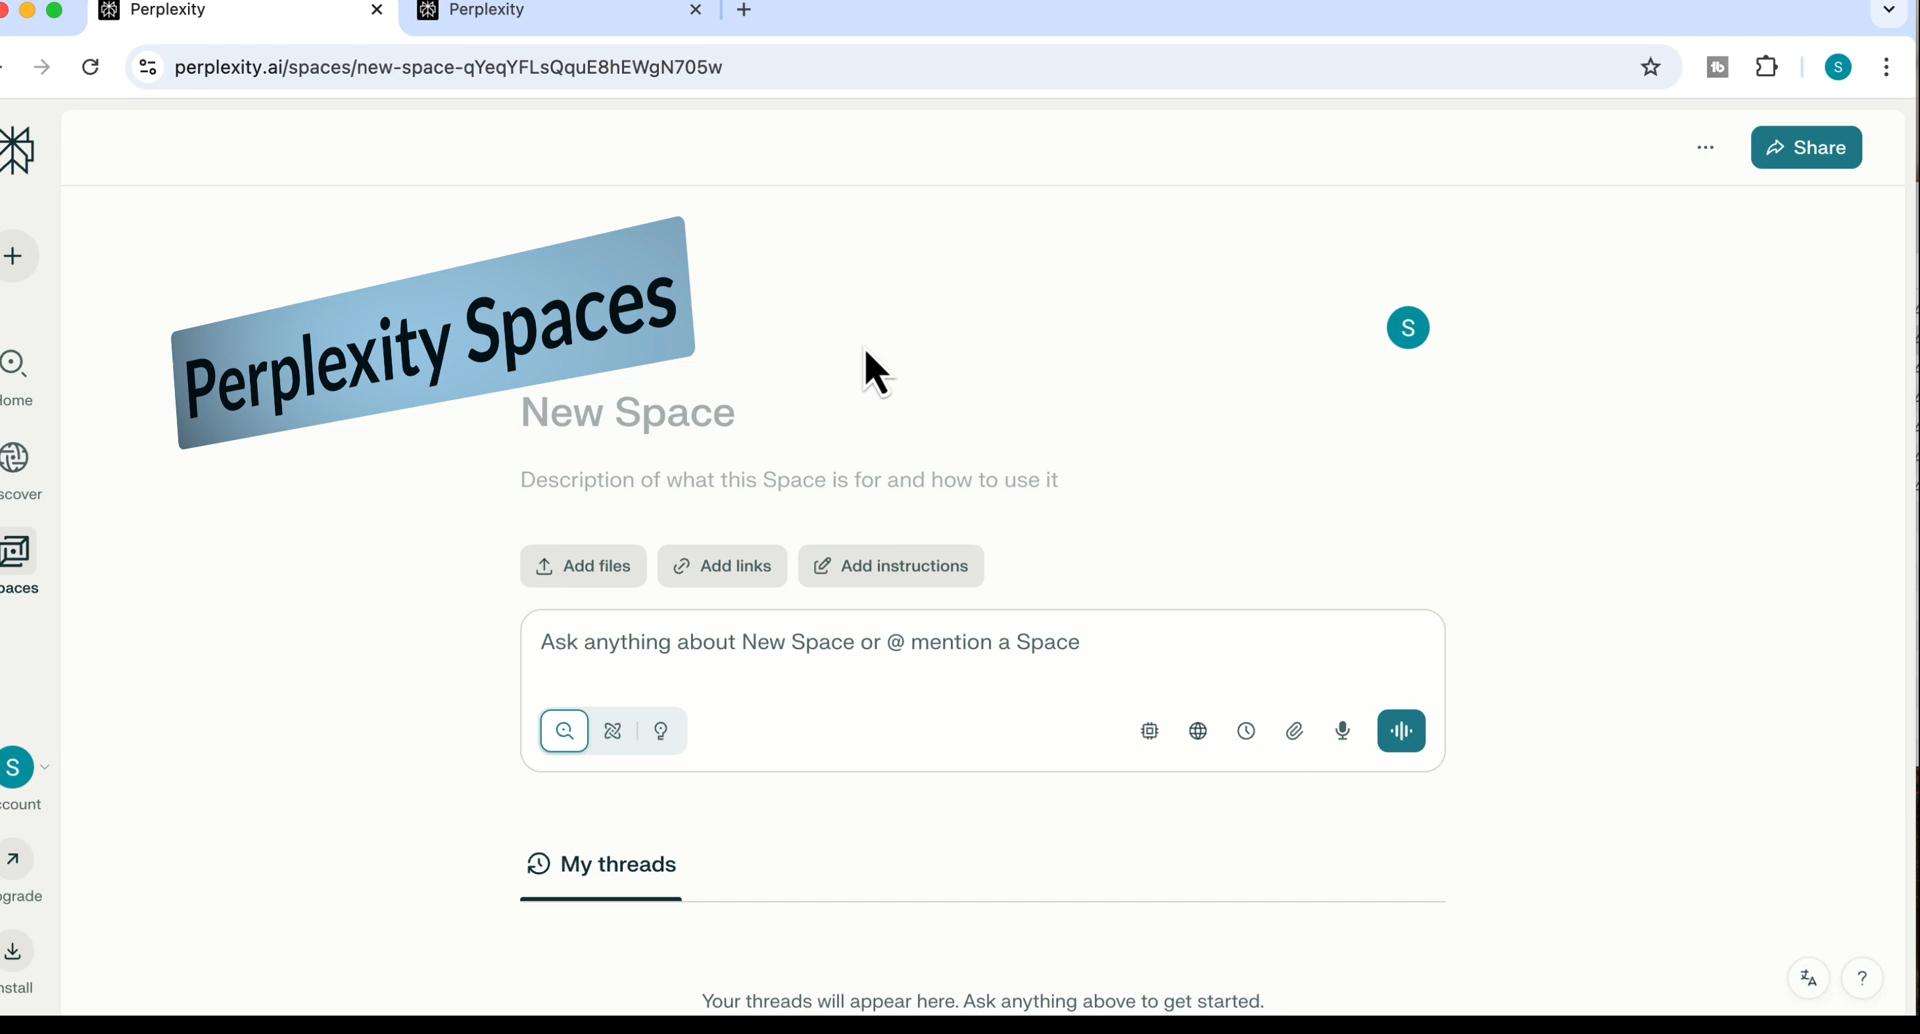 Perplexity
Perplexity
perplexity.ai/spaces/new-space-qYeqYFLsQquE8hEWgN705w
S
Share
Perplexity Spaces
S
New Space
Description of what this Space is for and how to use it
Add files
Add links
Add instructions
Ask anything about New Space or @ mention a Space
My threads
Your threads will appear here. Ask anything above to get started.
ome
scover
paces
S
ccount
grade
nstall
?